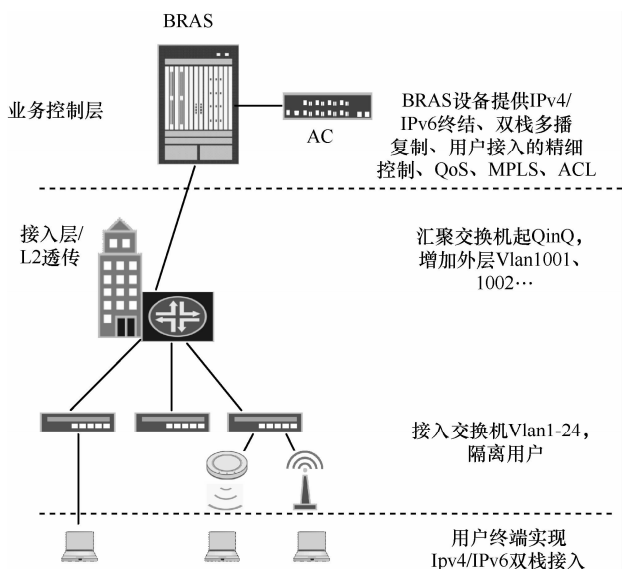 BRAS
业务控制层
AC
BRAS设备提供IPv4/
IPv6终结、双栈多播
复制、用户接入的精细
控制、QoS、MPLS、ACL
接入层/
L2透传
汇聚交换机起QinQ，
增加外层Vlan1001、
1002…
接入交换机Vlan1-24，
隔离用户
用户终端实现
Ipv4/IPv6双栈接入